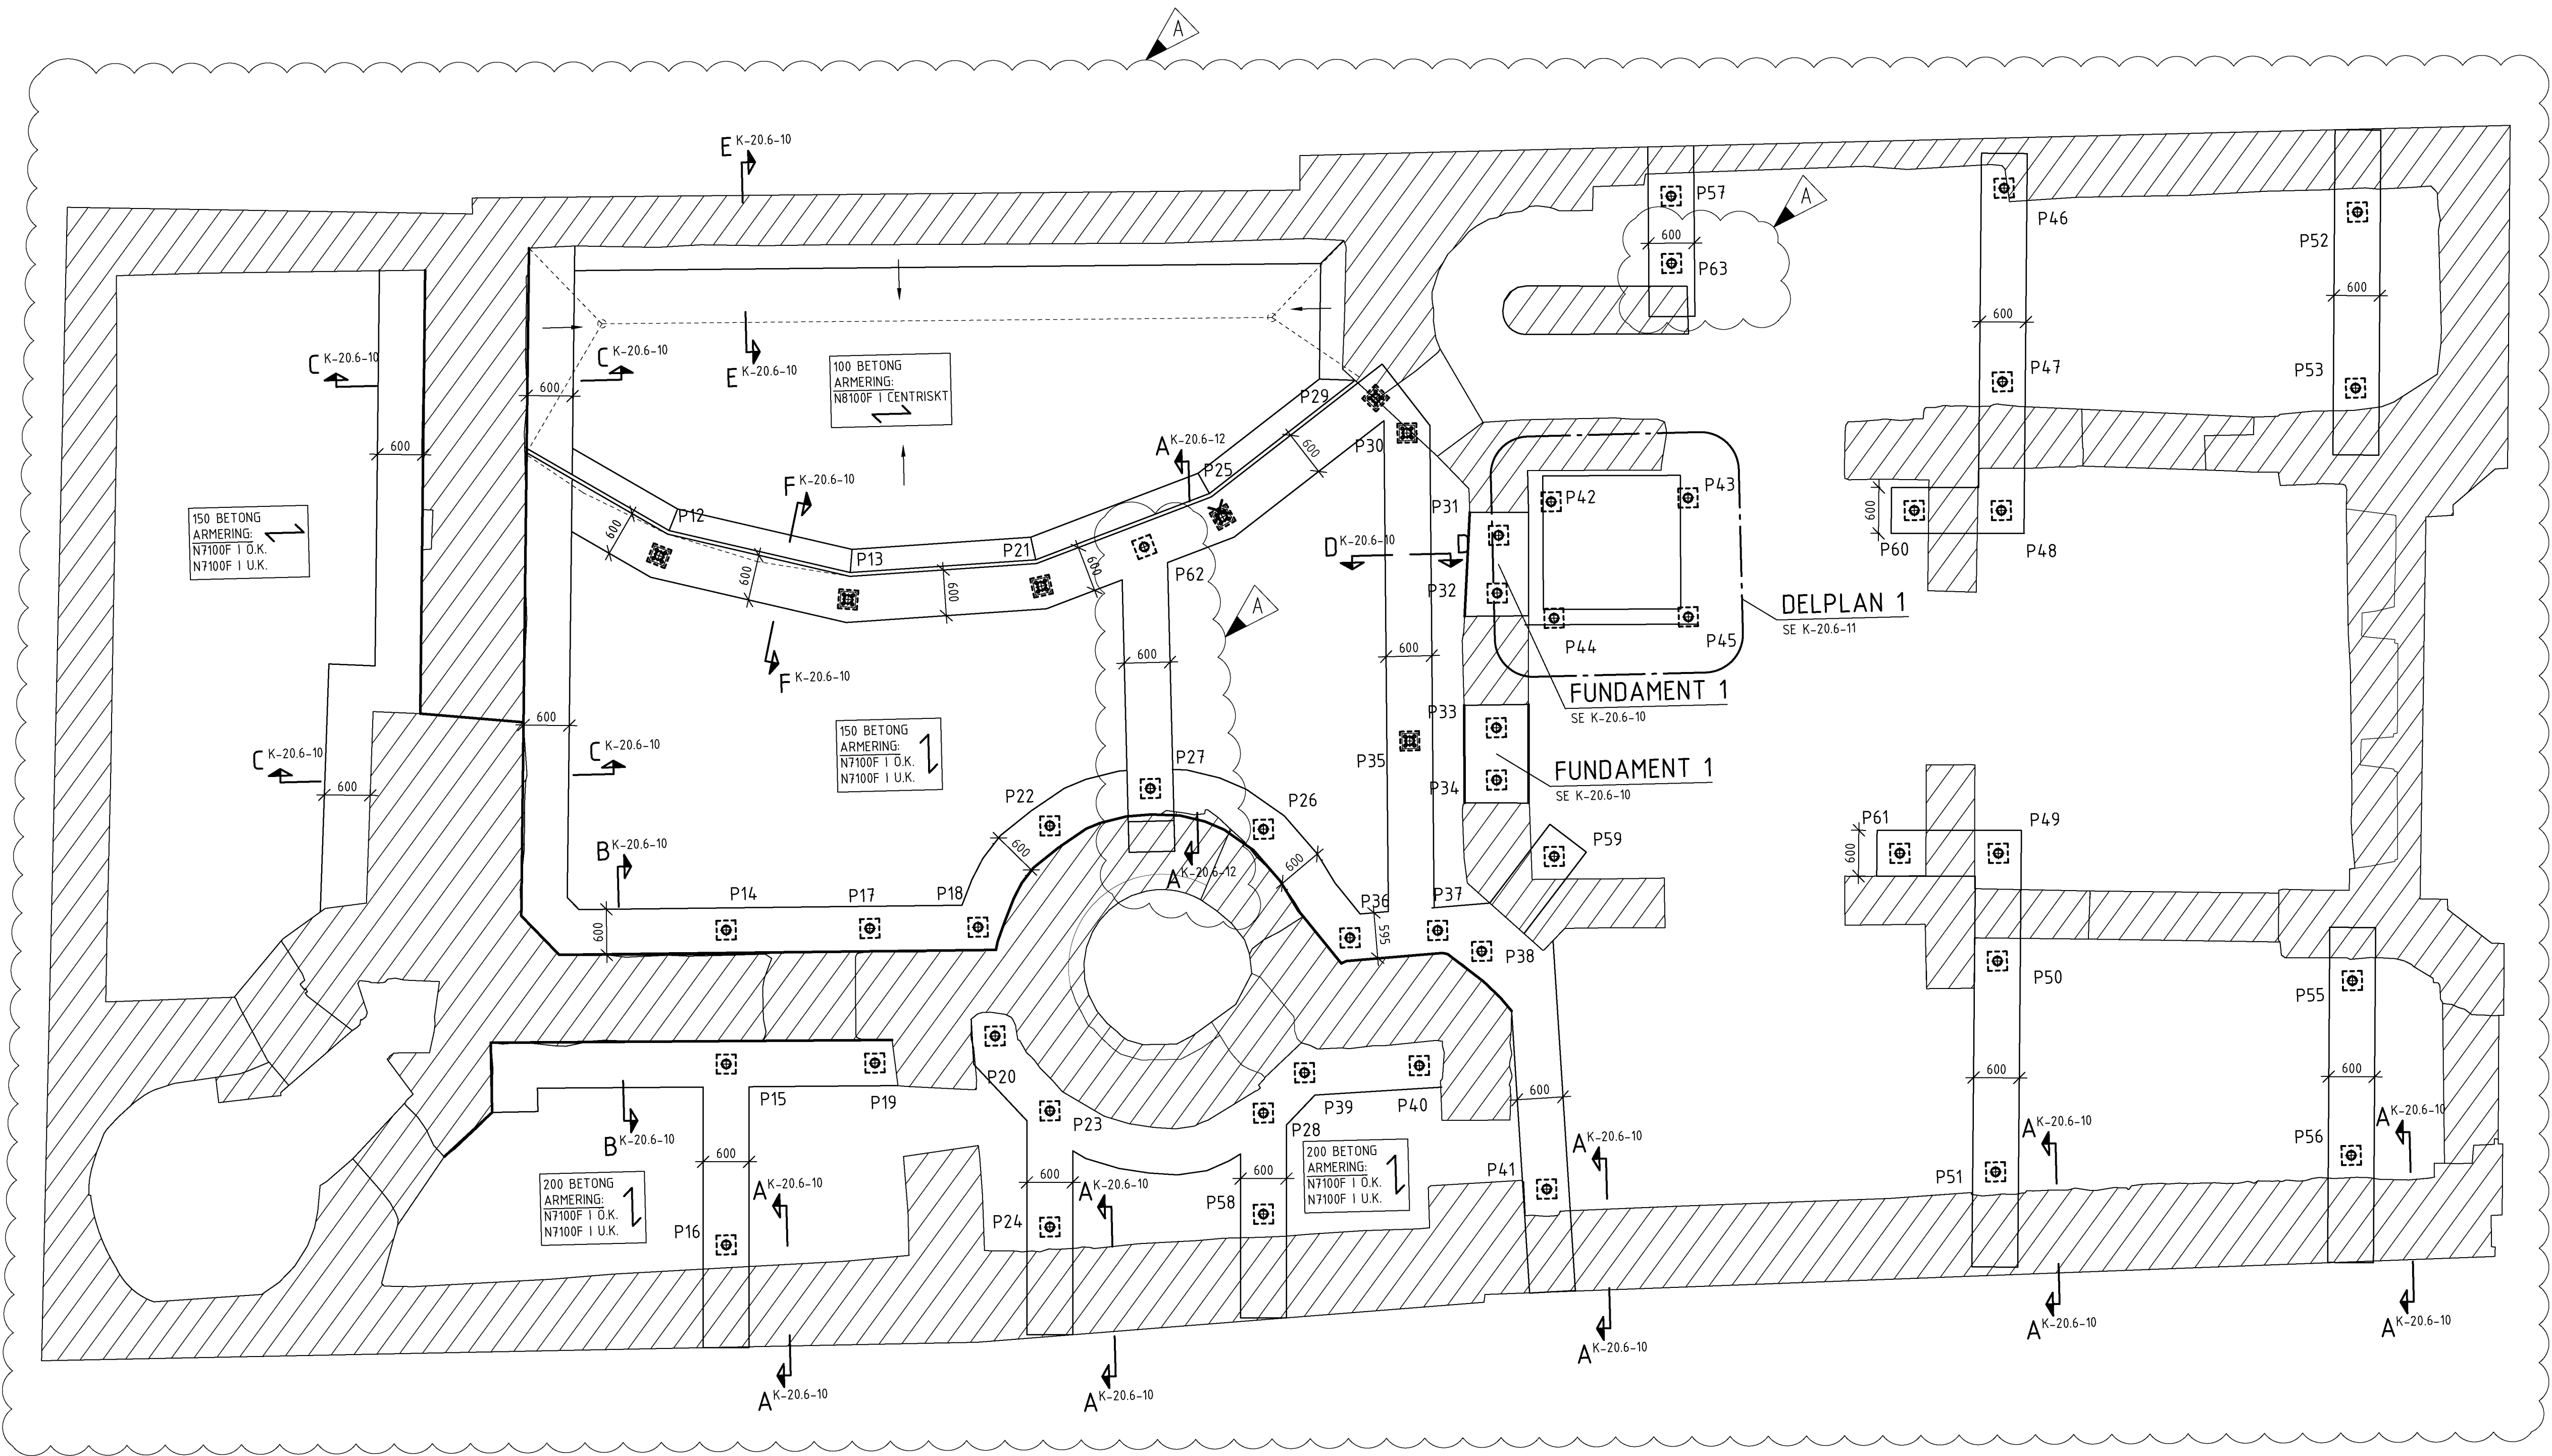 A
E K-20.6-10
P57
A
P46
P52
600
P63
600
600
C K-20.6-10
C K-20.6-10
E K-20.6-10
100 BETONG
ARMERING:
N8100F I CENTRISKT
P47
P53
600
P29
600
P30
A K-20.6-12
600
P25
F K-20.6-10
P31
P42
P43
600
P60
P48
150 BETONG
ARMERING:
N7100F I Ö.K.
N7100F I U.K.
P12
600
P13
P21
600
600
600
P62
D K-20.6-10
D
P32
A
DELPLAN 1
SE K-20.6-11
P44
P45
600
600
F K-20.6-10
FUNDAMENT 1
SE K-20.6-10
600
P33
150 BETONG
ARMERING:
N7100F I Ö.K.
N7100F I U.K.
C K-20.6-10
C K-20.6-10
P27
P35
FUNDAMENT 1
SE K-20.6-10
P34
600
P22
P26
P61
P49
600
B K-20.6-10
600
600
P59
A K-20.6-12
P14
P17
P18
P36
P37
600
595
P38
P50
P55
P20
P15
P19
P23
P39
P40
600
600
600
P28
B K-20.6-10
200 BETONG
ARMERING:
N7100F I Ö.K.
N7100F I U.K.
A K-20.6-10
A K-20.6-10
A K-20.6-10
P56
600
600
600
P41
P51
200 BETONG
ARMERING:
N7100F I Ö.K.
N7100F I U.K.
A K-20.6-10
A K-20.6-10
P58
P24
P16
A K-20.6-10
A K-20.6-10
A K-20.6-10
A K-20.6-10
A K-20.6-10